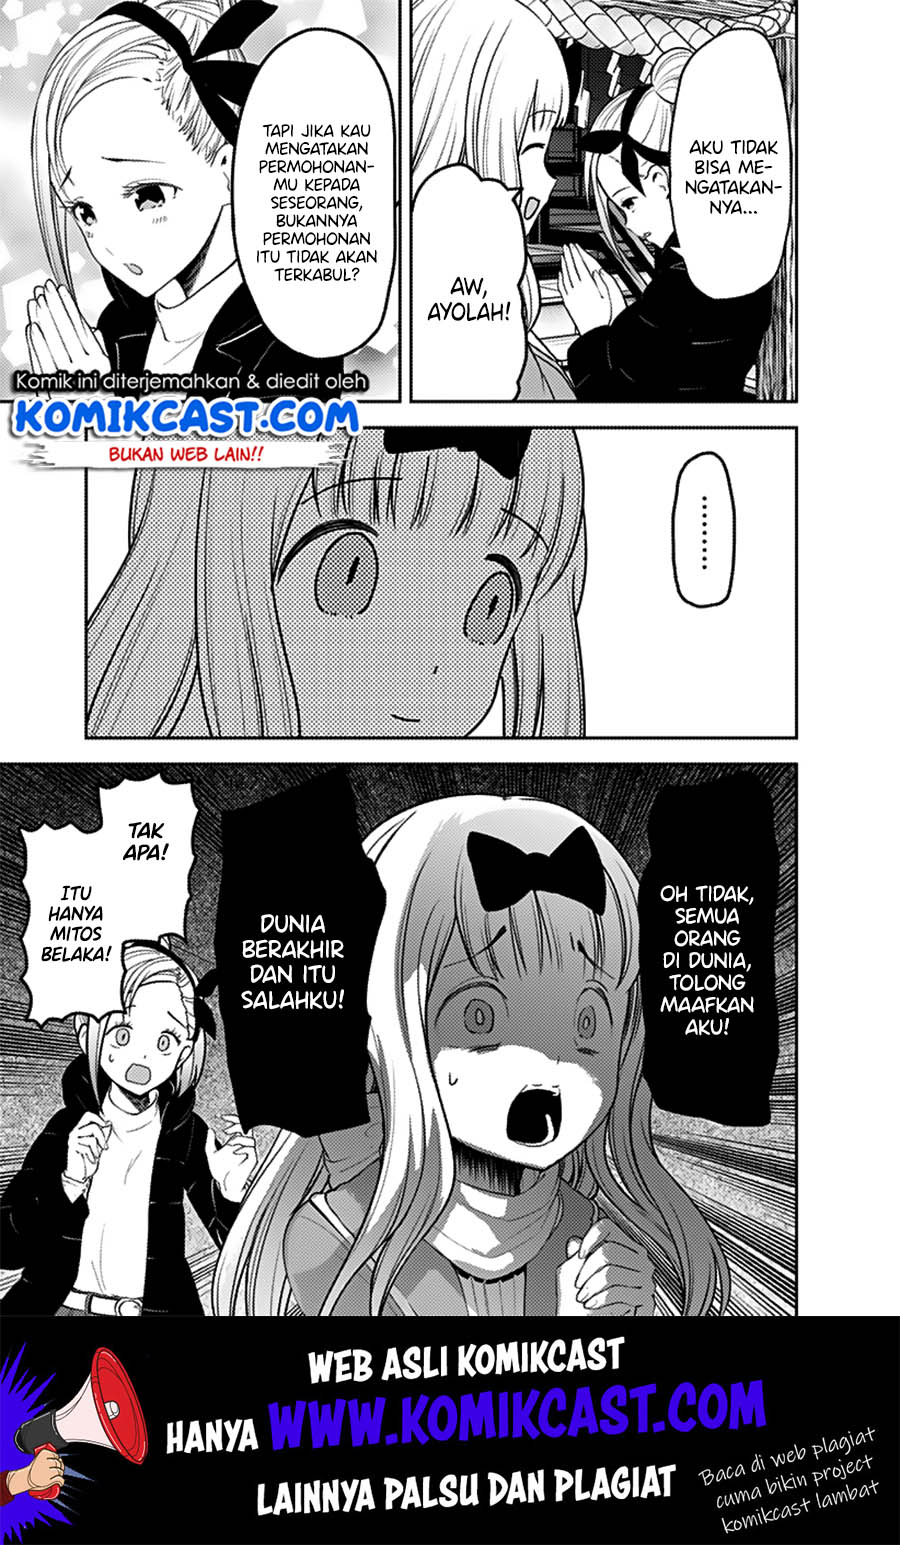 AKU TIDAK
BISA ME-
NGATAKAN-
NYA...
AW,
AYOLAH!
TAPI JIKA KAU
MENGATAKAN
PERMOHONAN-
MU KEPADA
SESEORANG,
BUKANNYA
PERMOHONAN
ITU TIDAK AKAN
TERKABUL?
Komik ini diterjemahkan & diedit oleh
KOMIKCAST.COM
BUKAN WEB LAIN!!
.........
OH TIDAK,
SEMUA
ORANG
DI DUNIA,
TOLONG
MAAFKAN
AKU!
DUNIA
BERAKHIR
DAN ITU
SALAHKU!
TAK
APA!
ITU
HANYA
MITOS
BELAKA!
WEB ASLI KOMIKCAST
HANYA WWW.KOMIKCAST.COM
LAINNYA PALSU DAN PLAGIAT
Baca di web plagiat
cuma bikin project
komikcast lambat